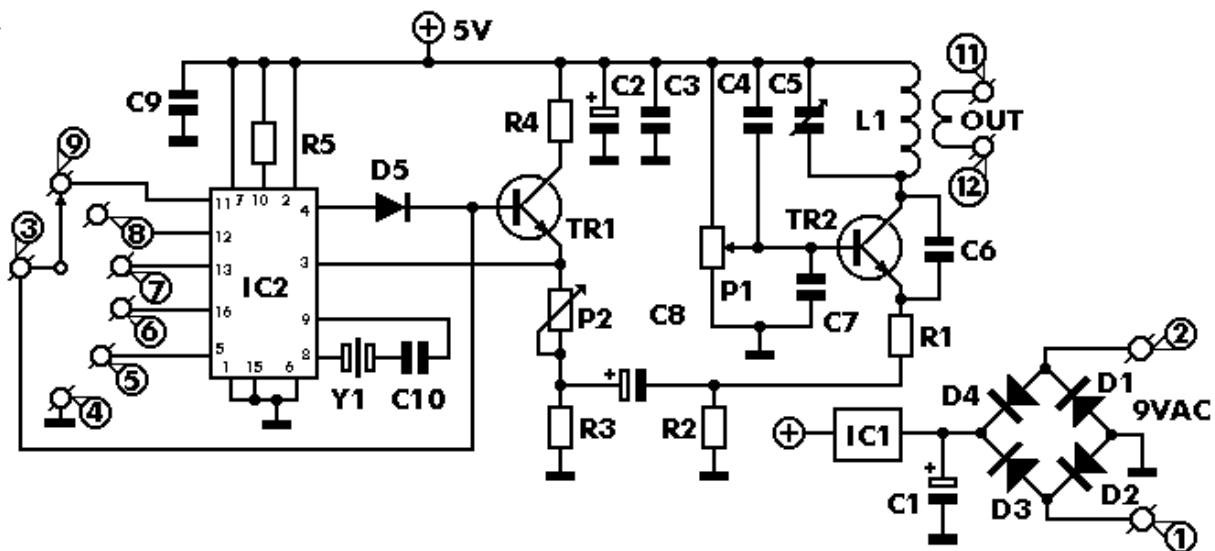 + 5V
C9
R5
R4
C2
C3
C4
C5
L1
OUT
11
12
9
3
8
7
6
5
4
11
7
10
2
4
12
13
3
16
9
5
8
1
15
6
IC2
D5
TR1
TR2
P1
P2
C6
C7
C8
R1
Y1
C10
R3
R2
+
+
+
+
IC1
C1
D4
D1
D3
D2
9VAC
2
1